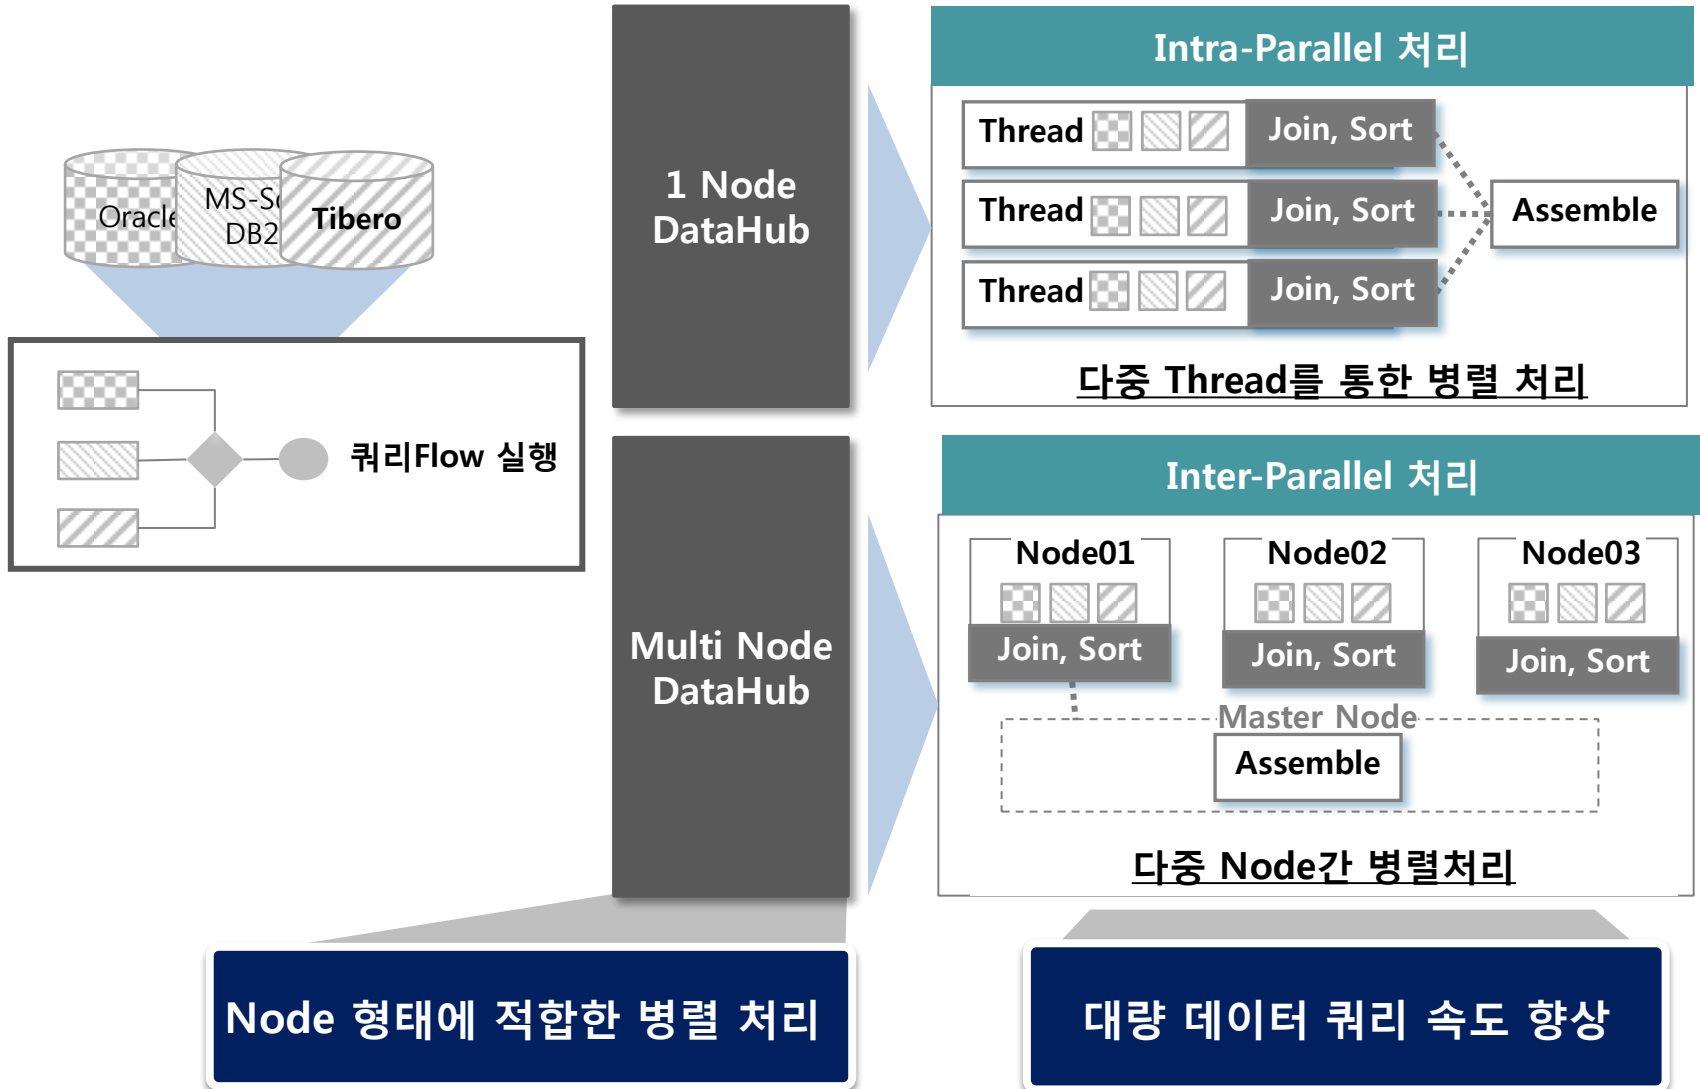 Oracle
MS-S
DB2
Tibero
쿼리Flow 실행
1 Node
DataHub
Multi Node
DataHub
Intra-Parallel 처리
Thread
Join, Sort
Thread
Join, Sort
Thread
Join, Sort
Assemble
다중 Thread를 통한 병렬 처리
Inter-Parallel 처리
Node01
Node02
Node03
Join, Sort
Join, Sort
Join, Sort
Master Node
Assemble
다중 Node간 병렬처리
Node 형태에 적합한 병렬 처리
대량 데이터 쿼리 속도 향상